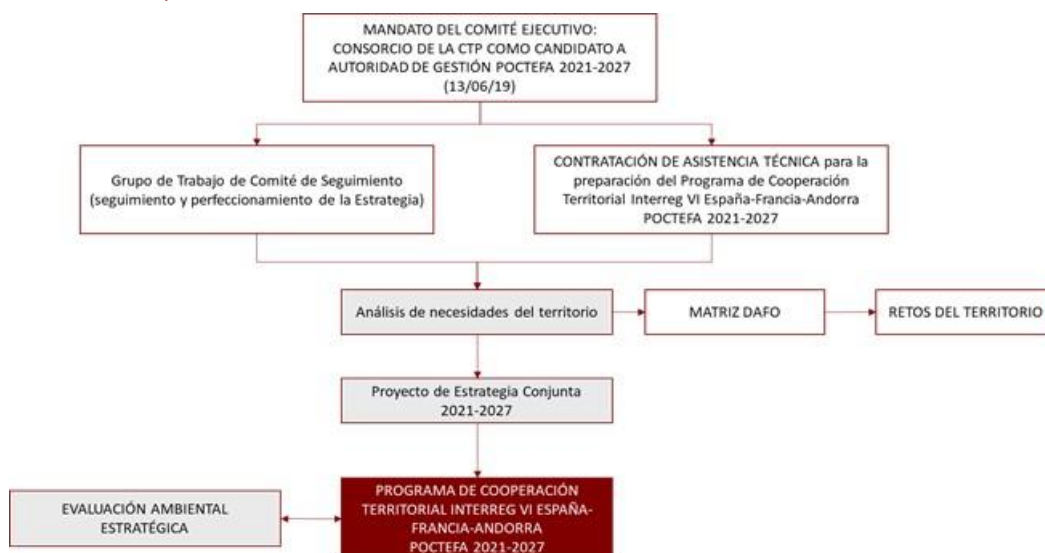 MANDATO DEL COMITÉ EJECUTIVO:
CONSORCIO DE LA CTP COMO CANDIDATO A
AUTORIDAD DE GESTIÓN POCTEFA 2021-2027
(13/06/19)
Grupo de Trabajo de Comité de Seguimiento
(seguimiento y perfeccionamiento de la Estrategia)
CONTRATACIÓN DE ASISTENCIA TÉCNICA para la
preparación del Programa de Cooperación
Territorial Interreg VI España-Francia-Andorra
POCTEFA 2021-2027
Análisis de necesidades del territorio
MATRIZ DAFO
RETOS DEL TERRITORIO
Proyecto de Estrategia Conjunta
2021-2027
EVALUACIÓN AMBIENTAL
ESTRATÉGICA
PROGRAMA DE COOPERACIÓN
TERRITORIAL INTERREG VI ESPAÑA-
FRANCIA-ANDORRA
POCTEFA 2021-2027